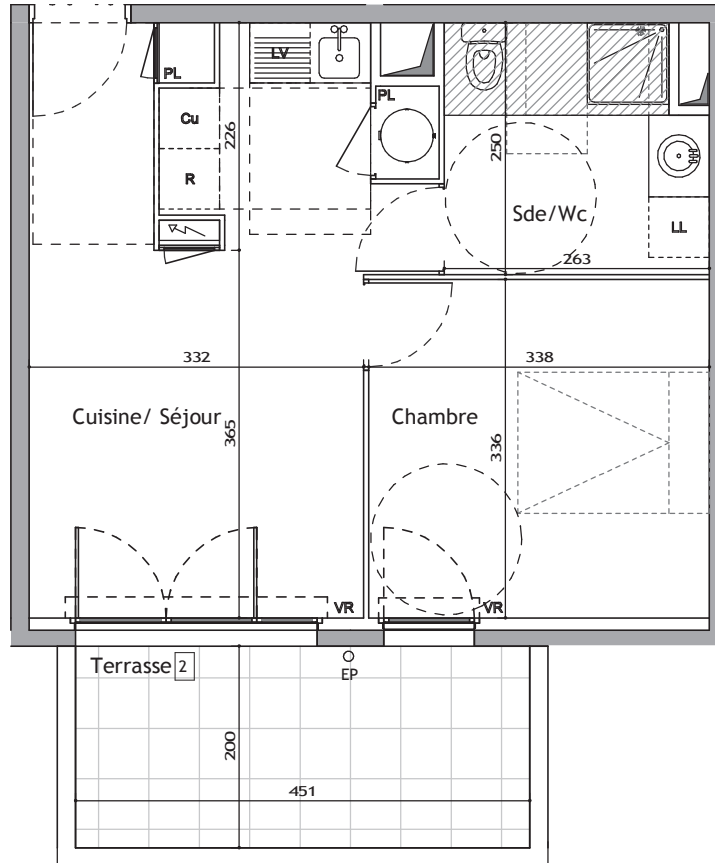 PL
LV
Cu
226
R
PL
250
Sde/Wc
LL
263
332
338
Cuisine/ Séjour
365
Chambre
336
VR
VR
Terrasse 2
EP
200
451